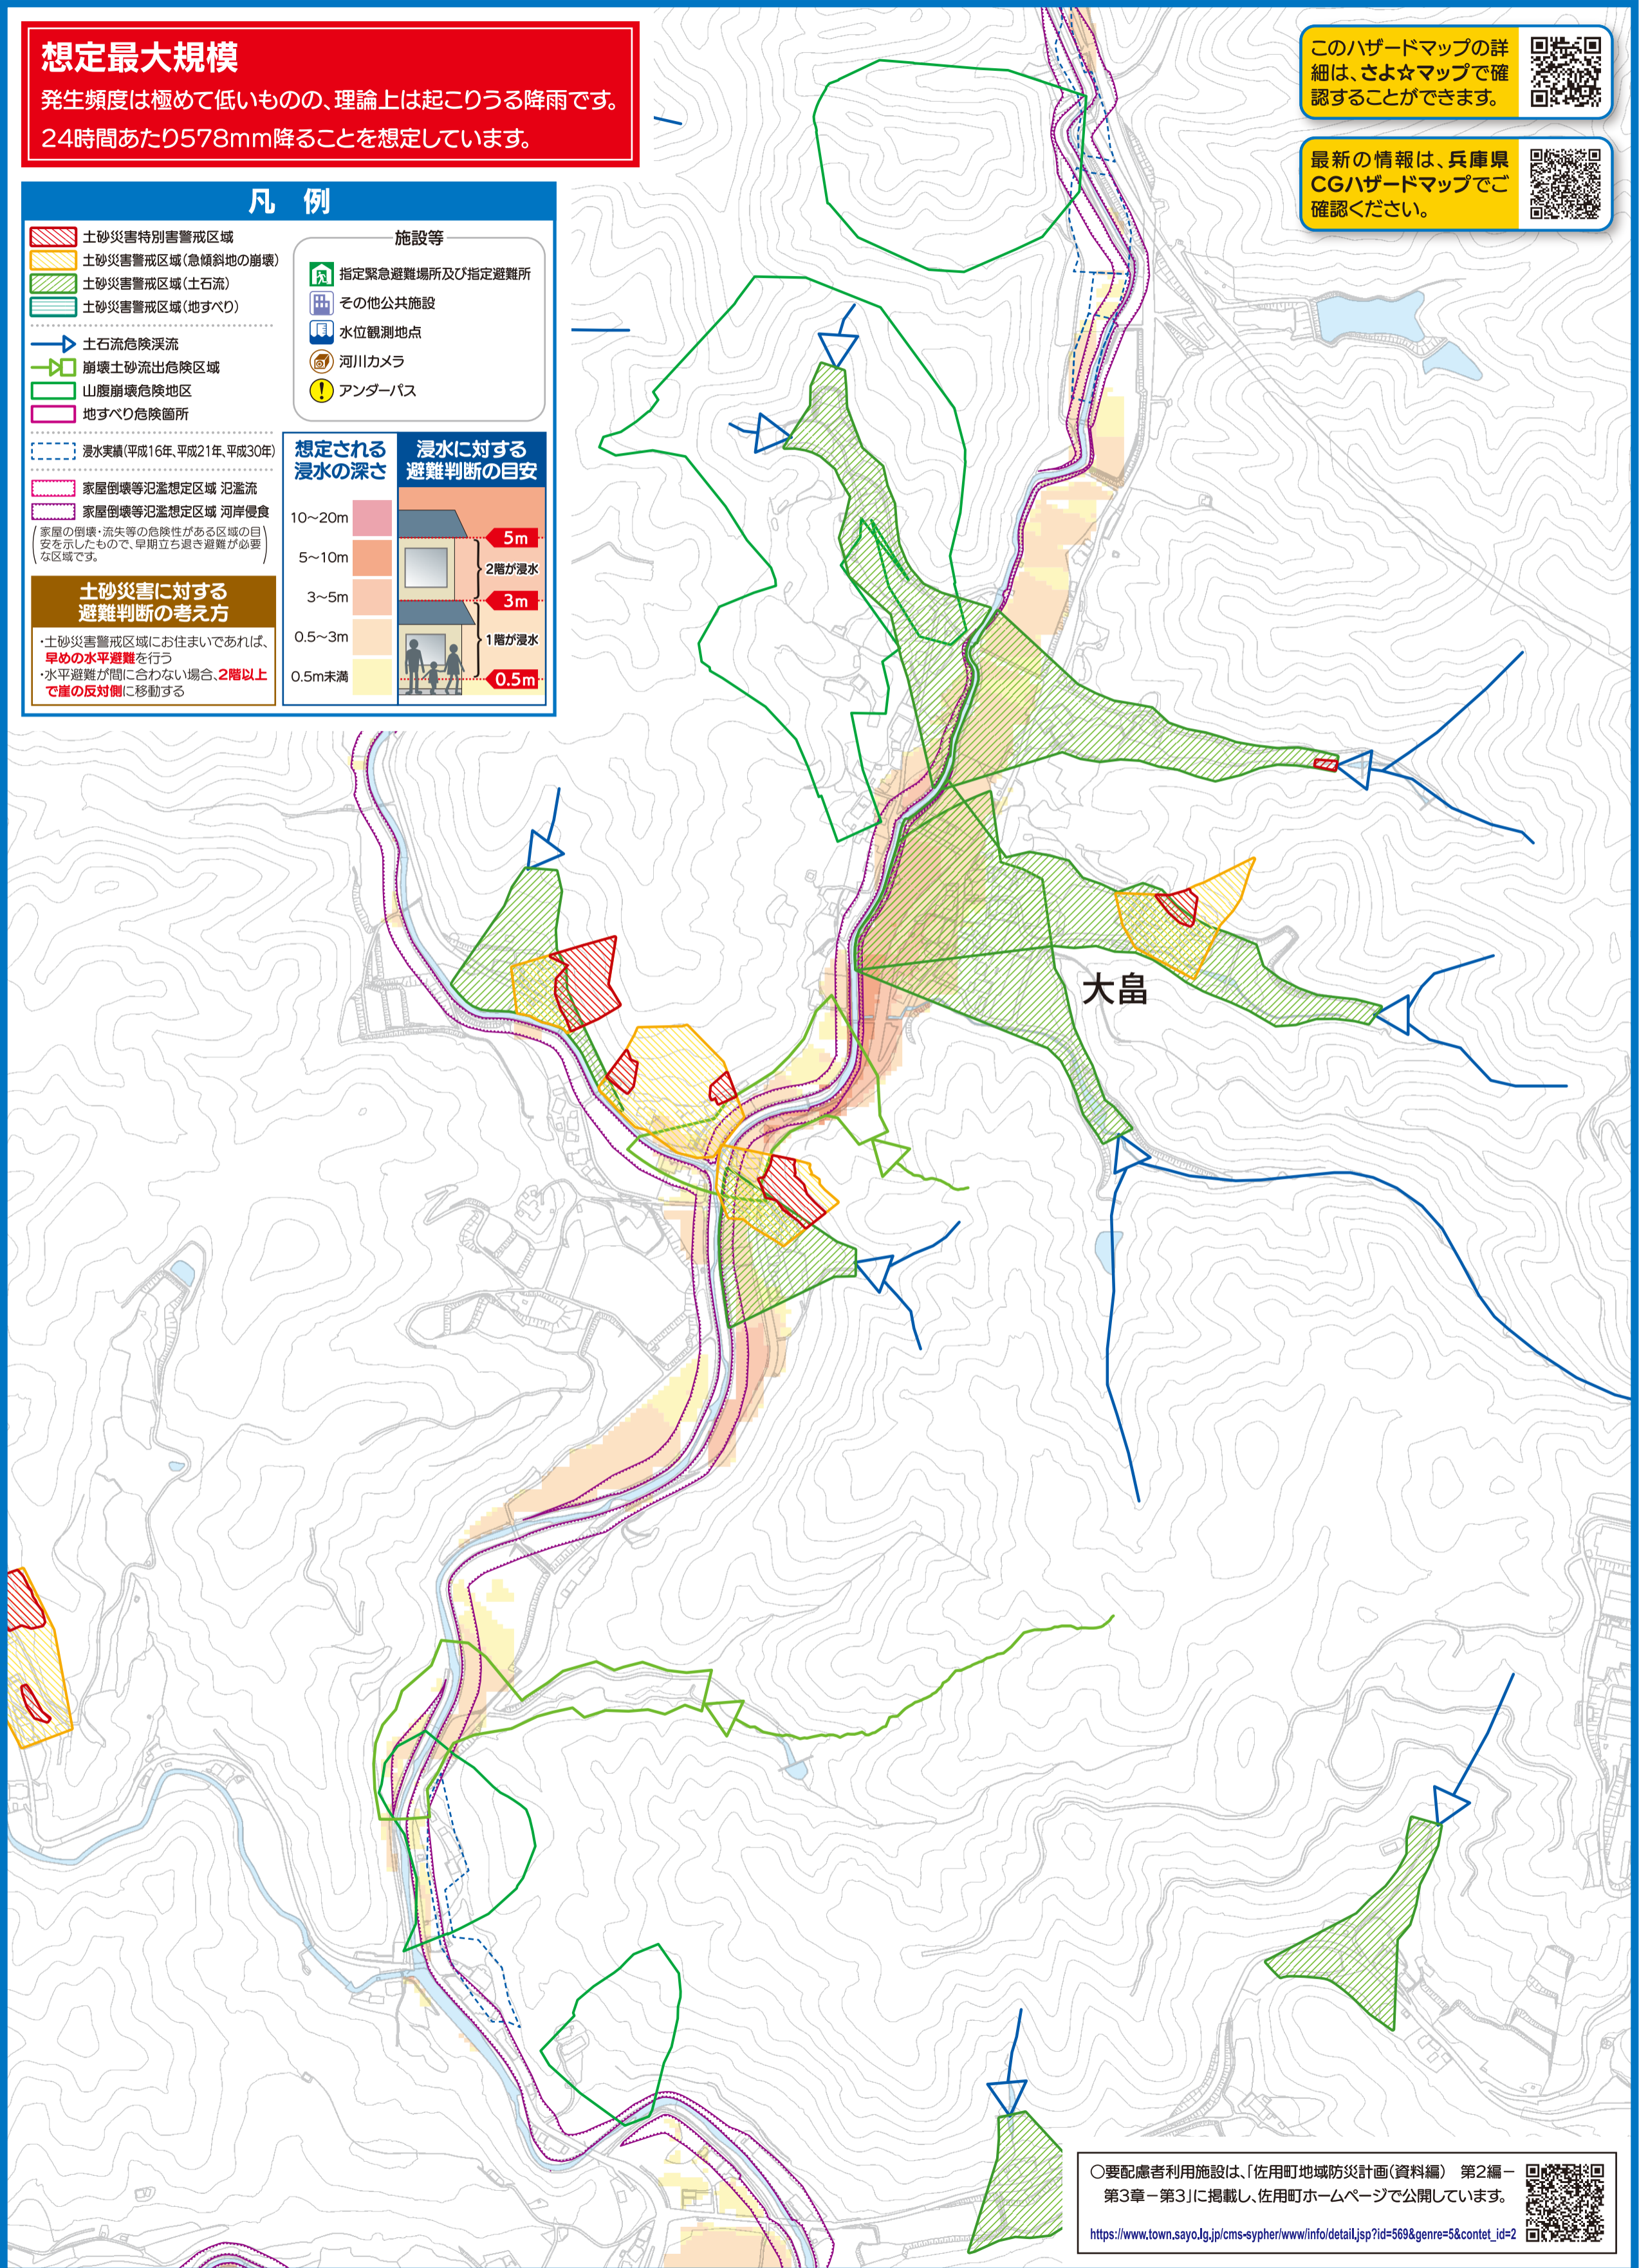 想定最大規模
発生頻度は極めて低いものの、理論上は起こりうる降雨です。
24時間あたり578mm降ることを想定しています。
このハザードマップの詳
細は、さよ☆マップで確
認することができます。
最新の情報は、兵庫県
CGハザードマップでご
確認ください。
凡 例
土砂災害特別害警戒区域
土砂災害警戒区域(急傾斜地の崩壊)
土砂災害警戒区域(土石流)
土砂災害警戒区域(地すべり)
土石流危険渓流
崩壊土砂流出危険区域
山腹崩壊危険地区
地すべり危険箇所
浸水実績(平成16年、平成21年、平成30年)
家屋倒壊等氾濫想定区域 氾濫流
家屋倒壊等氾濫想定区域 河岸侵食
(家屋の倒壊・流失等の危険性がある区域の目
安を示したもので、早期立ち退き避難が必要
な区域です。)
施設等
指定緊急避難場所及び指定避難所
その他公共施設
水位観測地点
河川カメラ
アンダーパス
土砂災害に対する
避難判断の考え方
・土砂災害警戒区域にお住まいであれば、
早めの水平避難を行う
・水平避難が間に合わない場合、2階以上
で崖の反対側に移動する
想定される
浸水の深さ
10～20m
5～10m
3～5m
0.5～3m
0.5m未満
浸水に対する
避難判断の目安
5m
2階が浸水
3m
1階が浸水
0.5m
大畠
○要配慮者利用施設は、「佐用町地域防災計画(資料編) 第2編－
第3章－第3」に掲載し、佐用町ホームページで公開しています。
https://www.town.sayo.lg.jp/cms-sypher/www/info/detail.jsp?id=569&genre=5&contet_id=2